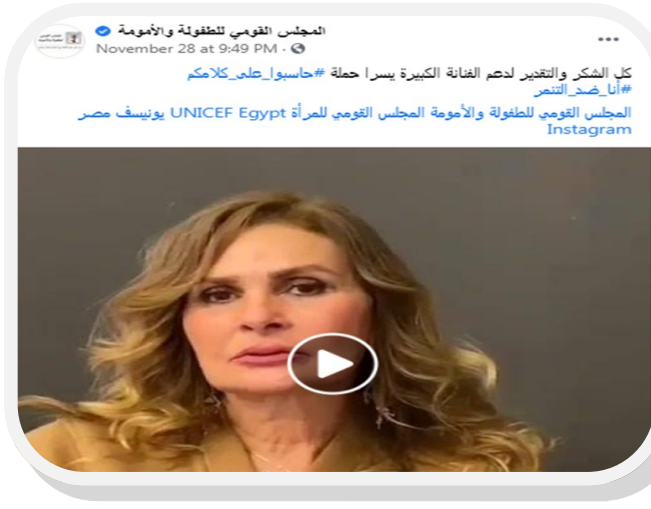 المجلس القومي للطفولة والأمومة
November 28 at 9:49 PM ·
كل الشكر والتقدير لدعم الفنانة الكبيرة يسرا حملة #حاسبوا_على_كلامكم
#أنا_ضد_التنمر
المجلس القومي للطفولة والأمومة المجلس القومي للمرأة UNICEF Egypt يونيسف مصر
Instagram